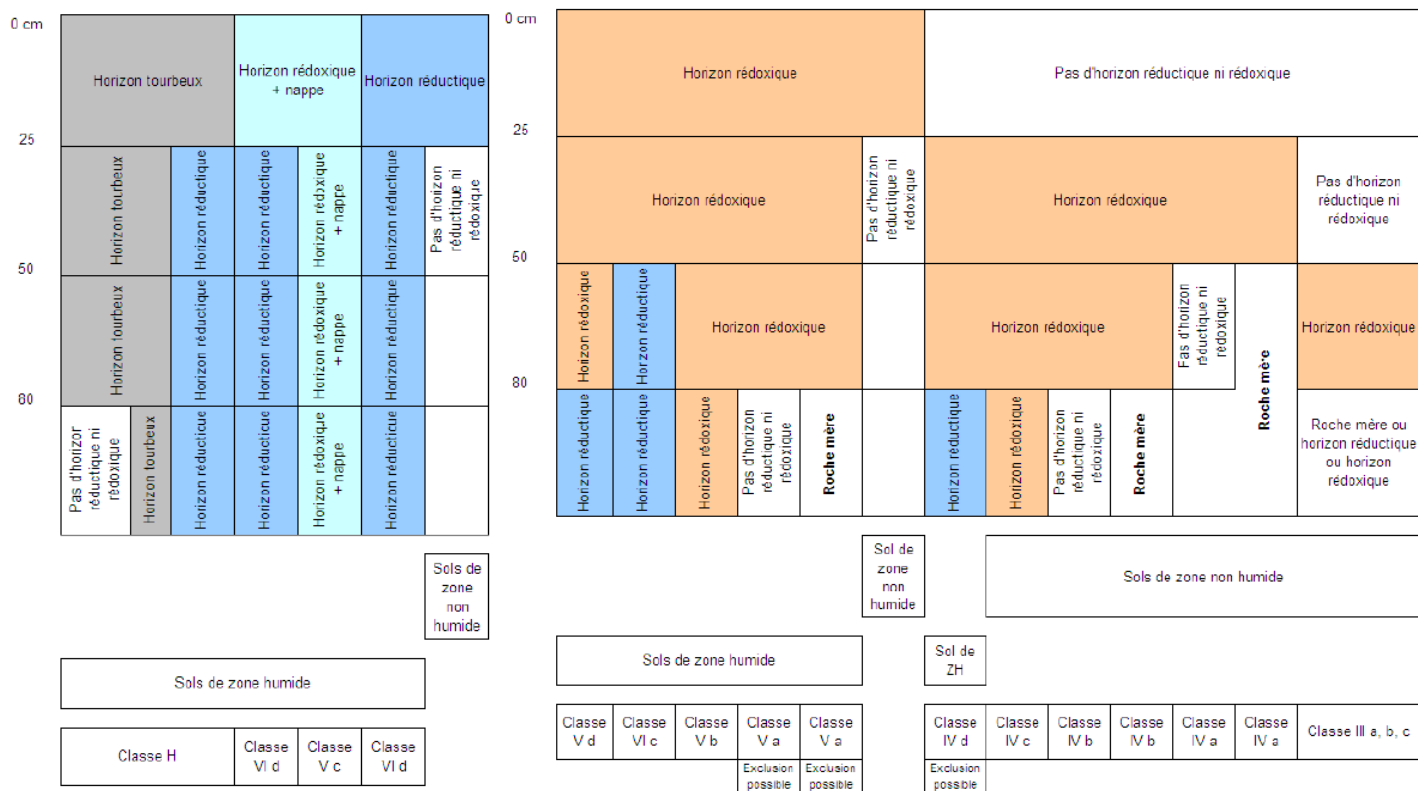 0 cm
Horizon tourbeux
Horizon rédoxique
+ nappe
Horizon réductique
25
Horizon tourbeux
Horizon réductique
Horizon réductique
Horizon rédoxique
+ nappe
Horizon réductique
Pas d'horizon
réductique ni
rédoxique
50
Horizon tourbeux
Horizon réductique
Horizon réductique
Horizon rédoxique
+ nappe
Horizon réductique
80
Pas d'horizor
réductique ni
rédoxique
Horizon tourbeux
Horizon réducticue
Horizon réducticue
Horizon rédoxique
+ nappe
Horizon réductique
Sols de
zone
non
humide
Sols de zone humide
Classe H
Classe
VI d
Classe
V c
Classe
VI d
0 cm
Horizon rédoxique
Pas d'horizon réductique ni rédoxique
25
Horizon rédoxique
Pas d'horizon
réductique ni
rédoxique
Horizon rédoxique
Pas d'horizon
réductique ni
rédoxique
50
Horizon rédoxique
Horzon réductique
Horizon rédoxique
Horizon rédoxique
Fas d'horizon
réductique ni
rédoxique
Roche mère
Horizon rédoxique
80
Horizon réductique
Horizon réductique
Horizon rédoxique
Pas d'horizon
réductique ni
rédoxique
Roche mère
Horizon réductique
Horizon rédoxique
Pas d'horizon
réductique ni
rédoxique
Roche mère
Roche mère ou
horizon réductique
ou horizon
rédoxique
Sol de
zone
non
humide
Sols de zone non humide
Sols de zone humide
Sol de
ZH
Classe
V d
Classe
VI c
Classe
V b
Classe
V a
Classe
V a
Classe
IV d
Classe
IV c
Classe
IV b
Classe
IV b
Classe
IV a
Classe
IV a
Classe III a, b, c
Exclusion
possible
Exclusion
possible
Exclusion
possible